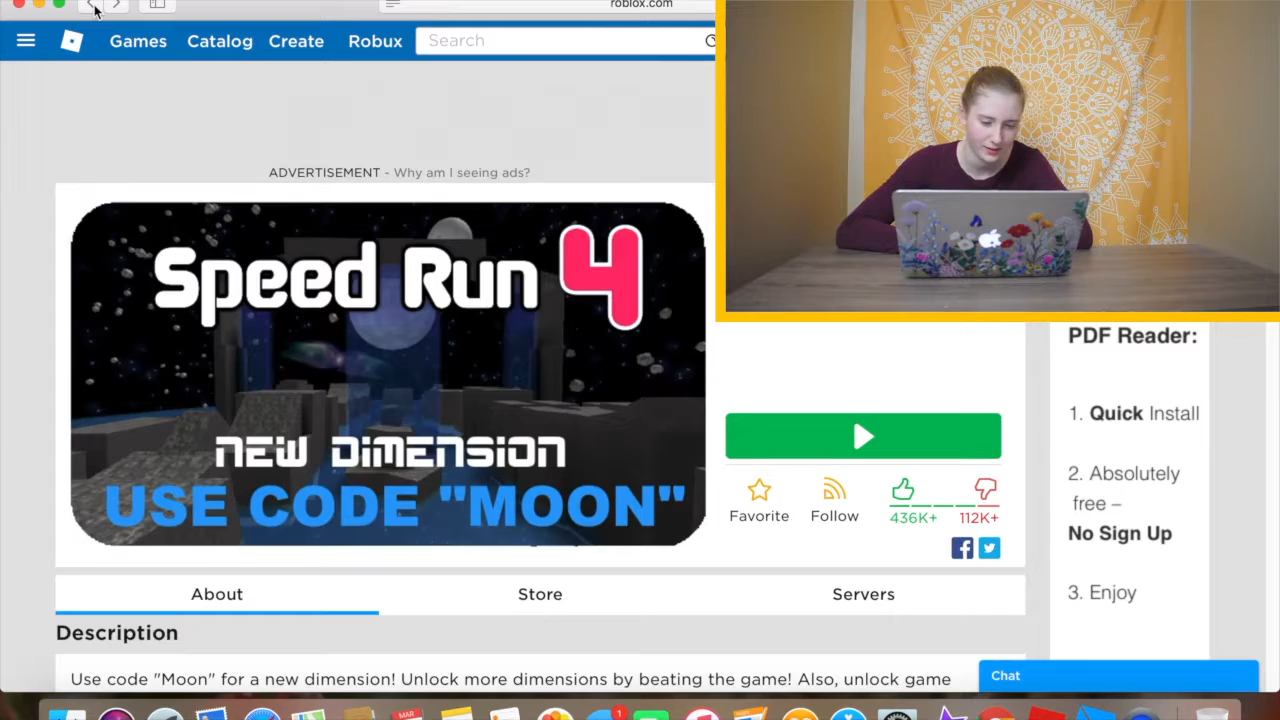 roblox.com
Games Catalog Create Robux Search
ADVERTISEMENT - Why am I seeing ads?
Speed Run 4
NEW DIMENSION
USE CODE "MOON"
Favorite Follow 436K+ 112K+
PDF Reader:
1. Quick Install
2. Absolutely
free –
No Sign Up
3. Enjoy
About Store Servers
Description
Use code "Moon" for a new dimension! Unlock more dimensions by beating the game! Also, unlock game
Chat
MAR
1